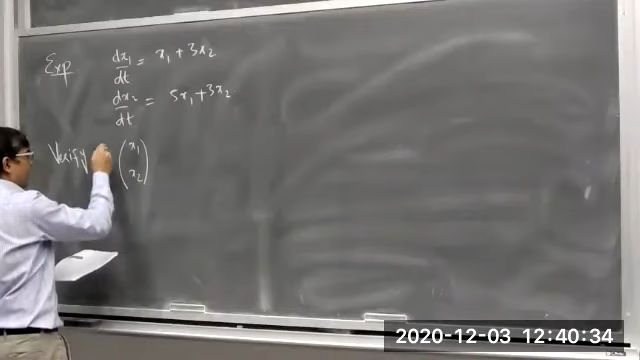 Exp. dx₁/dt = x₁ + 3x₂
dx₂/dt = 5x₁ + 3x₂
Verify (x₁
x₂)
2020-12-03 12:40:34